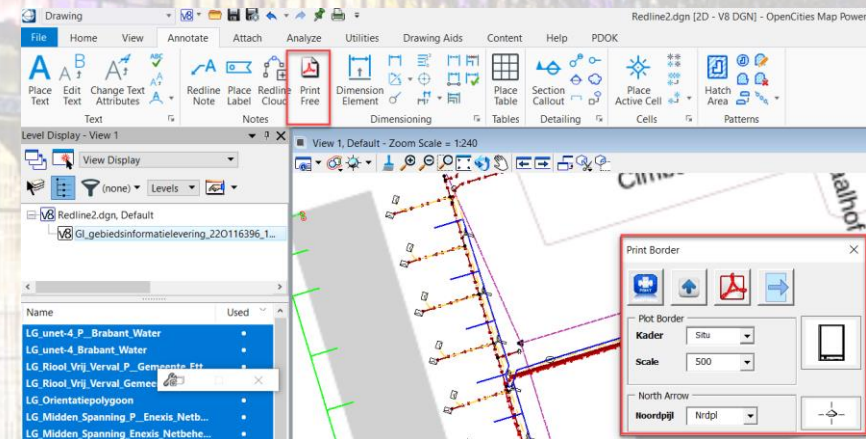 Drawing
Redline2.dgn [2D - V8 DGN] - OpenCities Map Power
File Home View Annotate Attach Analyze Utilities Drawing Aids Content Help PDOK
Place Text
Edit Text
Change Text Attributes
Redline Note
Place Label
Redline Cloud
Print Free
Dimension Element
Place Table
Section Callout
Place Active Cell
Hatch Area
Text Notes Dimensioning Tables Detailing Cells Patterns
Level Display - View 1
View Display
(none) Levels
Redline2.dgn, Default
GI_gebiedsinformatielevering_22O116396_1...
Name Used
LG_unet-4_P__Brabant_Water
LG_unet-4_Brabant_Water
LG_Riool_Vrij_Verval_P__Gemeente_Ett
LG_Riool_Vrij_Verval_Gemee
LG_Orientatiepolygoon
LG_Midden_Spanning_P__Enexis_Netb...
LG_Midden_Spanning_Enexis_Netbehe...
View 1, Default - Zoom Scale = 1:240
aalhof
Print Border
Plot Border
Kader Situ
Scale 500
North Arrow
Noordpijl Nrdpl